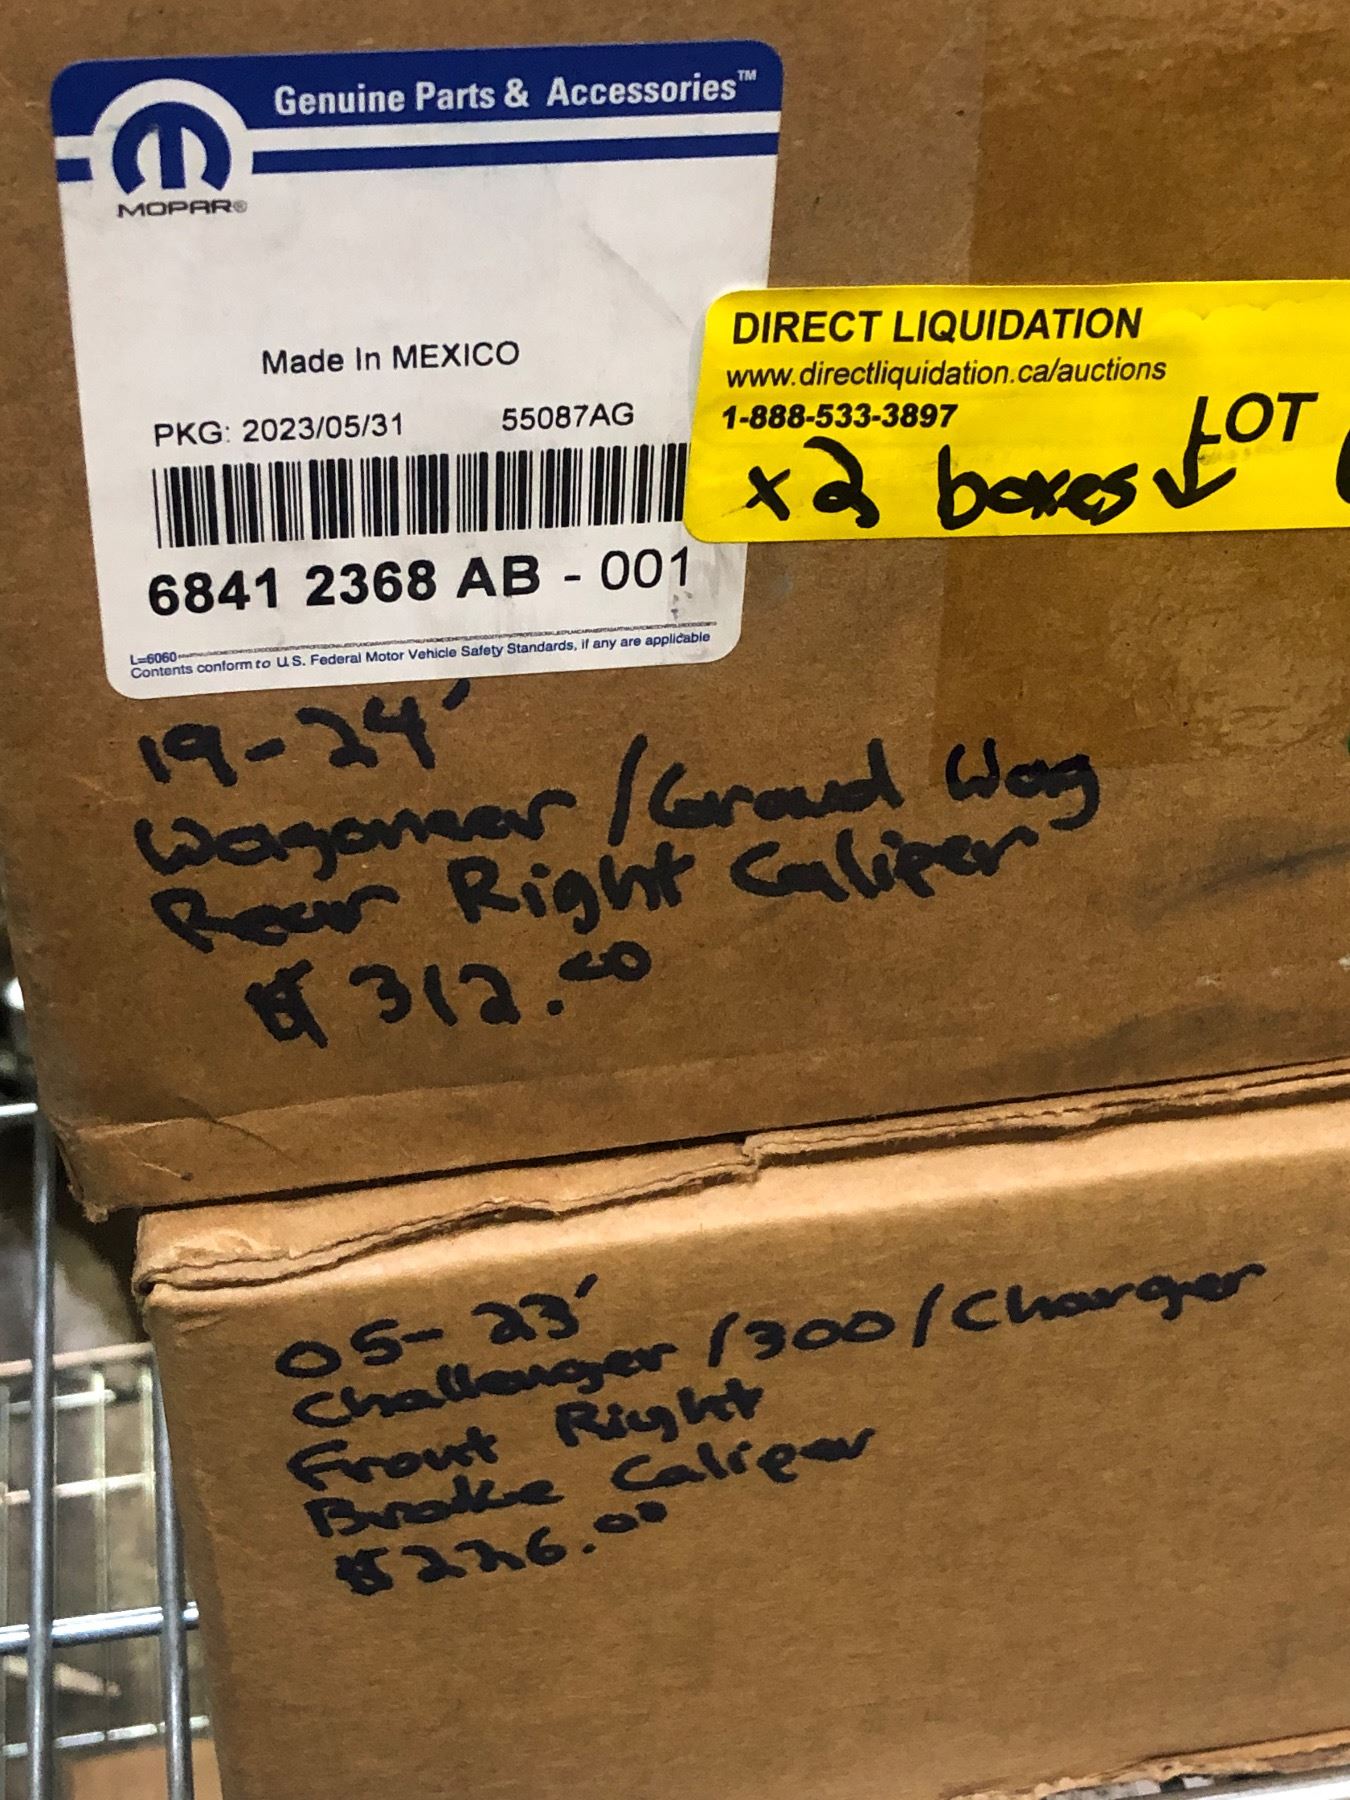 Genuine Parts & Accessories™
MOPAR®
Made In MEXICO
PKG: 2023/05/31 55087AG
6841 2368 AB - 001
L=6060
Contents conform to U.S. Federal Motor Vehicle Safety Standards, if any are applicable
DIRECT LIQUIDATION
www.directliquidation.ca/auctions
1-888-533-3897
LOT
x2 boxes
19-24'
Wagoneer/Grand Wag
Rear Right Caliper
$312.00
05-23'
Challenger/300/Charger
Front Right
Brake Caliper
$226.00